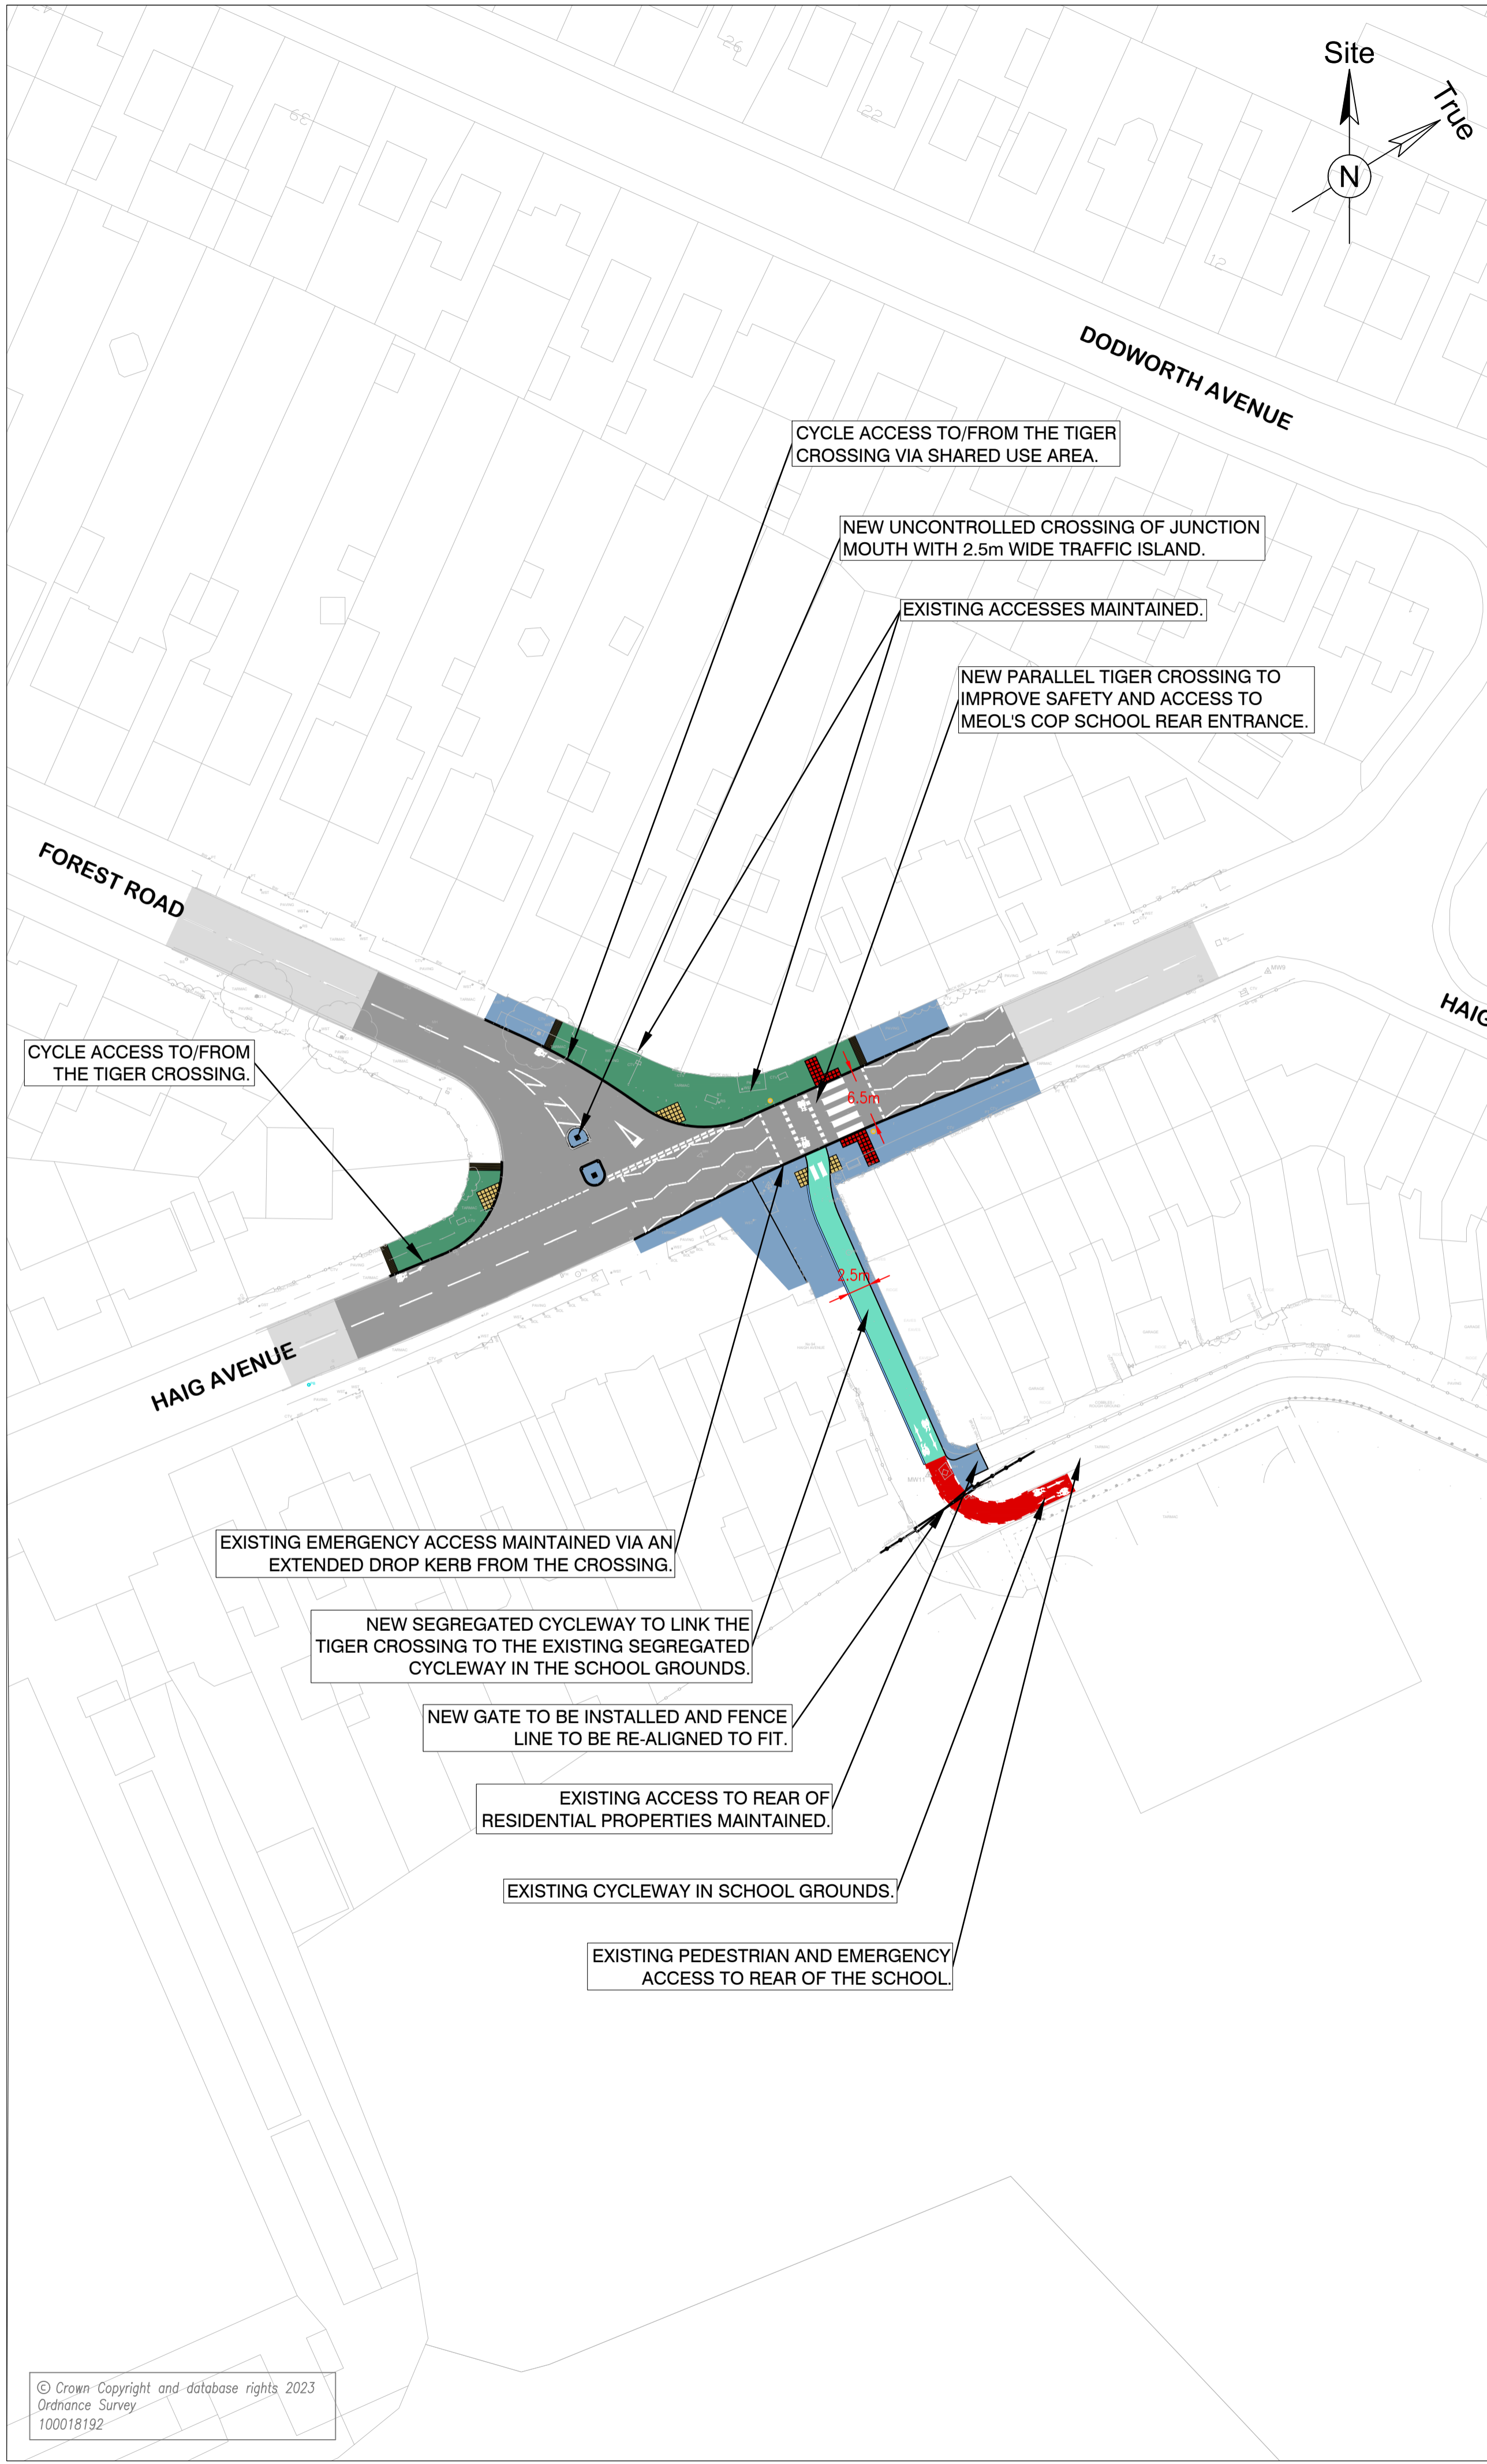 26
Site
True
N
39
22
12
DODWORTH AVENUE
CYCLE ACCESS TO/FROM THE TIGER
CROSSING VIA SHARED USE AREA.
NEW UNCONTROLLED CROSSING OF JUNCTION
MOUTH WITH 2.5m WIDE TRAFFIC ISLAND.
EXISTING ACCESSES MAINTAINED.
NEW PARALLEL TIGER CROSSING TO
IMPROVE SAFETY AND ACCESS TO
MEOL'S COP SCHOOL REAR ENTRANCE.
FOREST ROAD
MW9
HAIG
CYCLE ACCESS TO/FROM
THE TIGER CROSSING.
6.5m
2.5m
HAIG AVENUE
MW11
EXISTING EMERGENCY ACCESS MAINTAINED VIA AN
EXTENDED DROP KERB FROM THE CROSSING.
NEW SEGREGATED CYCLEWAY TO LINK THE
TIGER CROSSING TO THE EXISTING SEGREGATED
CYCLEWAY IN THE SCHOOL GROUNDS.
NEW GATE TO BE INSTALLED AND FENCE
LINE TO BE RE-ALIGNED TO FIT.
EXISTING ACCESS TO REAR OF
RESIDENTIAL PROPERTIES MAINTAINED.
EXISTING CYCLEWAY IN SCHOOL GROUNDS.
EXISTING PEDESTRIAN AND EMERGENCY
ACCESS TO REAR OF THE SCHOOL.
© Crown Copyright and database rights 2023
Ordnance Survey
100018192